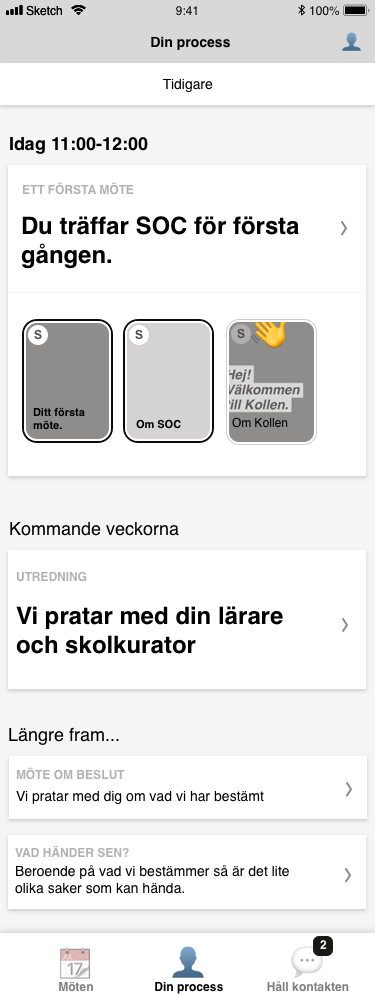 Sketch 9:41 100%
Din process
Tidigare
Idag 11:00-12:00
ETT FÖRSTA MÖTE
Du träffar SOC för första
gången.
S
Ditt första
möte.
S
Om SOC
S
Hej!
Välkommen
till Kollen.
Om Kollen
Kommande veckorna
UTREDNING
Vi pratar med din lärare
och skolkurator
Längre fram...
MÖTE OM BESLUT
Vi pratar med dig om vad vi har bestämt
VAD HÄNDER SEN?
Beroende på vad vi bestämmer så är det lite
olika saker som kan hända.
17
Möten
Din process
2
Håll kontakten